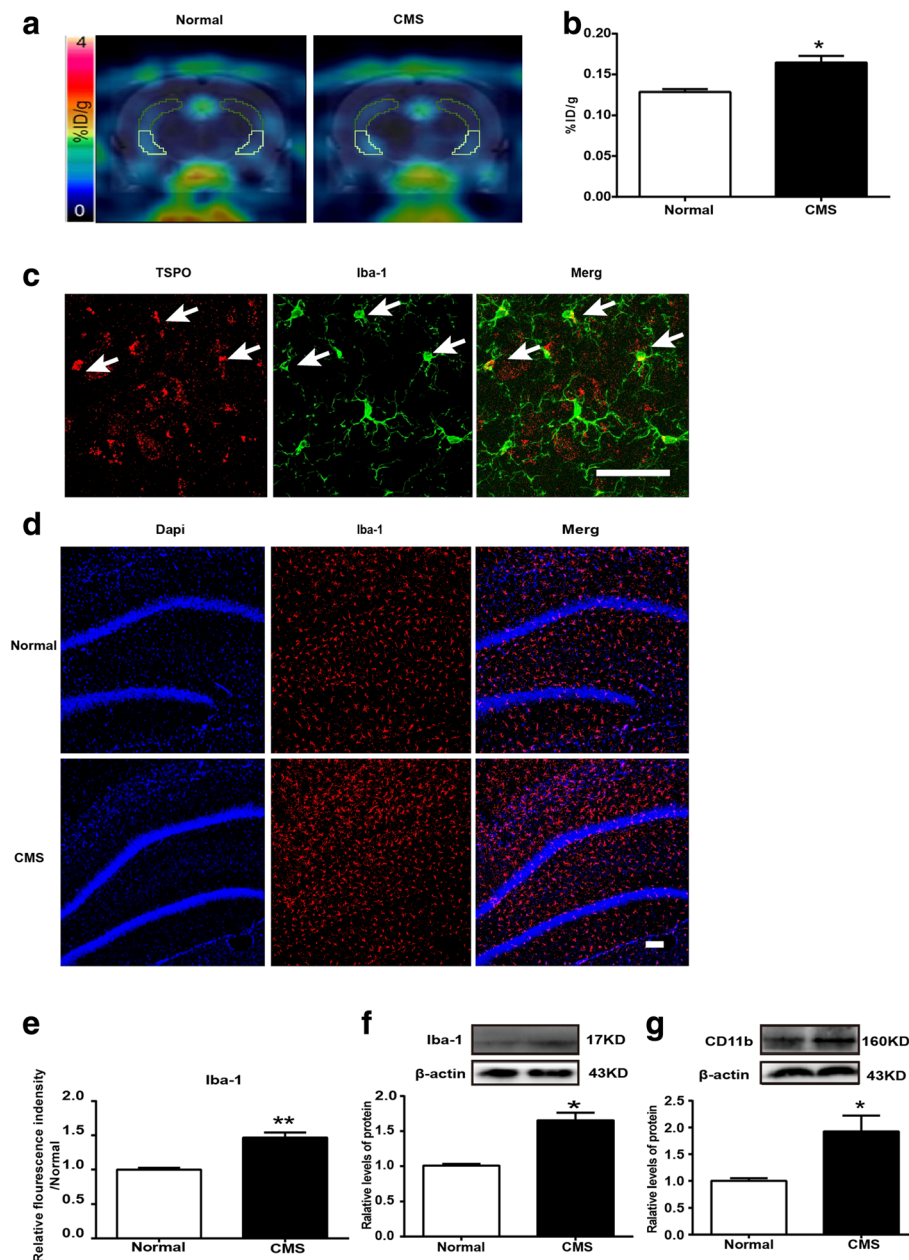 a
Normal
CMS
4
%ID/g
0
b
0.20
0.15
0.10
0.05
0.00
%ID/g
*
Normal
CMS
c
TSPO
Iba-1
Merg
d
Dapi
Iba-1
Merg
Normal
CMS
e
Iba-1
Relative flourescence indensity
/Normal
2.0
1.5
1.0
0.5
0.0
**
Normal
CMS
f
Iba-1
17KD
β-actin
43KD
Ralative levels of protein
2.0
1.5
1.0
0.5
0.0
*
Normal
CMS
g
CD11b
160KD
β-actin
43KD
Ralative levels of protein
2.5
2.0
1.5
1.0
0.5
0.0
*
Normal
CMS